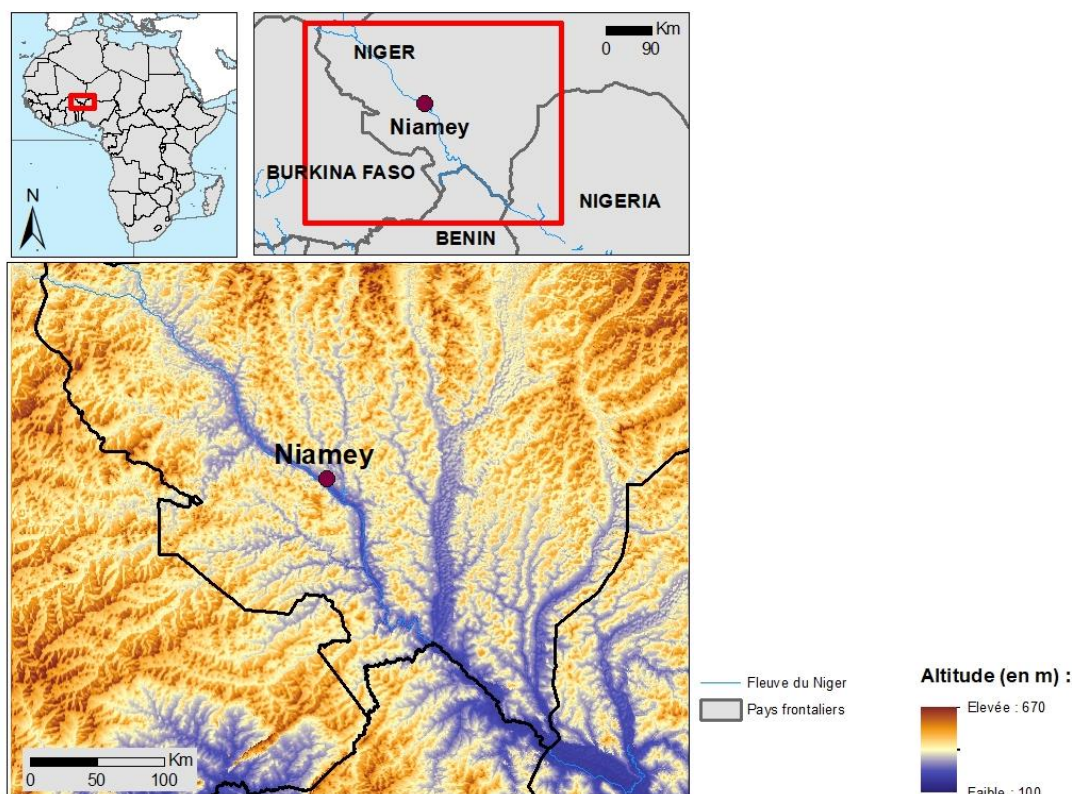 N
Km
0 90
NIGER
Niamey
BURKINA FASO
NIGERIA
BENIN
Niamey
Km
0 50 100
Fleuve du Niger
Pays frontaliers
Altitude (en m) :
Elevée : 670
Faible : 100